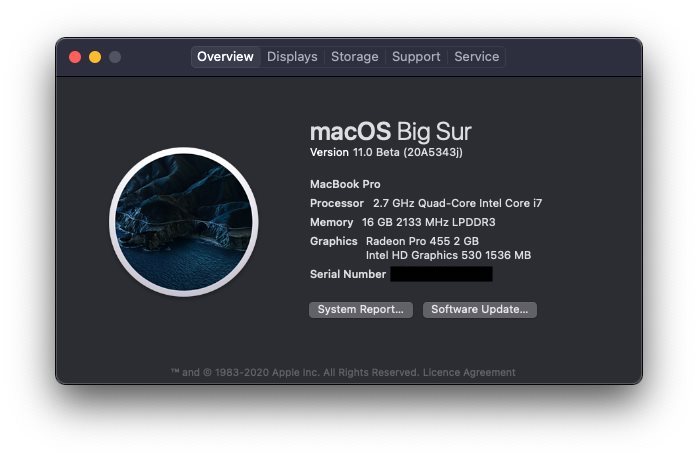 Overview Displays Storage Support Service
macOS Big Sur
Version 11.0 Beta (20A5343j)
MacBook Pro
Processor 2.7 GHz Quad-Core Intel Core i7
Memory 16 GB 2133 MHz LPDDR3
Graphics Radeon Pro 455 2 GB
Intel HD Graphics 530 1536 MB
Serial Number
System Report... Software Update...
™ and © 1983-2020 Apple Inc. All Rights Reserved. Licence Agreement